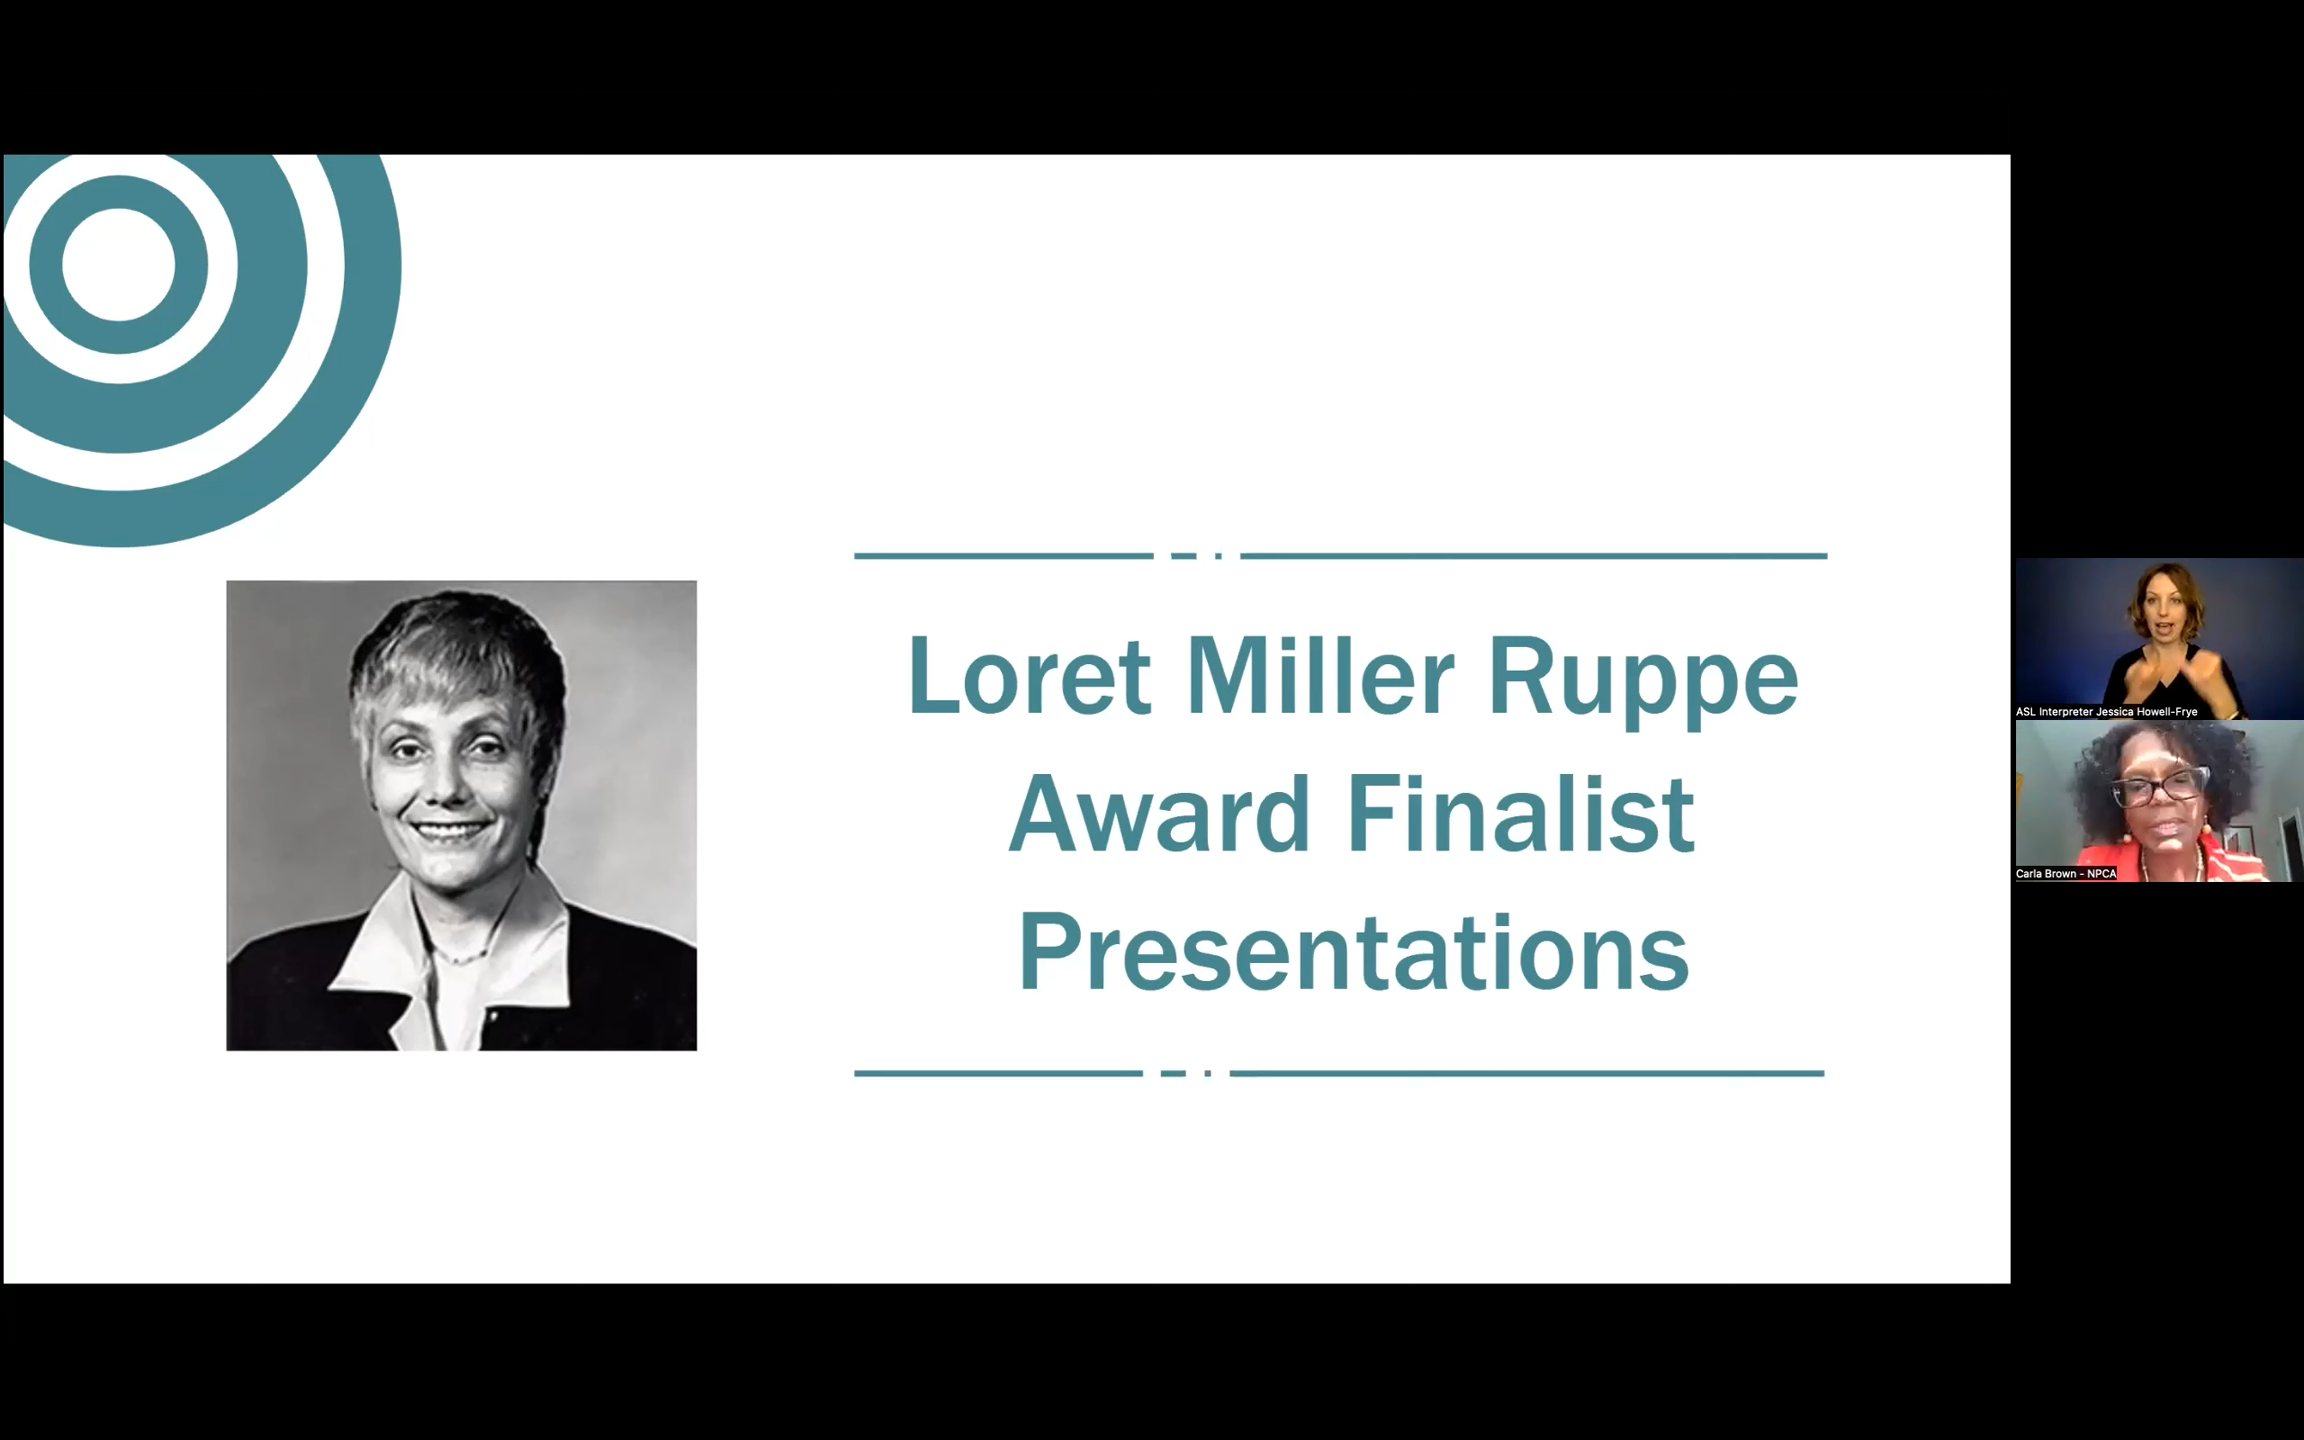 Loret Miller Ruppe
Award Finalist
Presentations
ASL Interpreter Jessica Howell-Frye
Carla Brown - NPCA